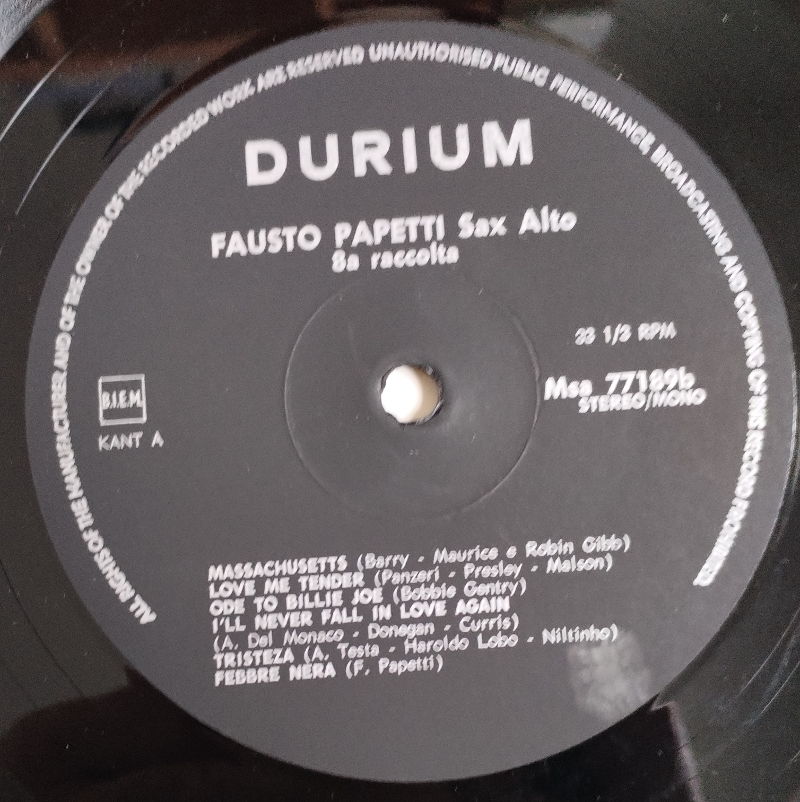 ALL RIGHTS OF THE MANUFACTURER AND OF THE OWNER OF THE RECORDED WORK ARE RESERVED UNAUTHORISED PUBLIC PERFORMANCE, BROADCASTING AND COPYING OF THIS RECORD PROHIBITED
DURIUM
FAUSTO PAPETTI Sax Alto
8a raccolta
33 1/3 RPM
B.I.E.M.
Msa 77189b
STEREO/MONO
KANT A
MASSACHUSETTS (Barry - Maurice e Robin Gibb)
LOVE ME TENDER (Panzeri - Presley - Matson)
ODE TO BILLIE JOE (Bobbie Gentry)
I'LL NEVER FALL IN LOVE AGAIN
(A. Del Monaco - Donegan - Curris)
TRISTEZA (A. Testa - Haroldo Lobo - Niltinho)
FEBBRE NERA (F. Papetti)